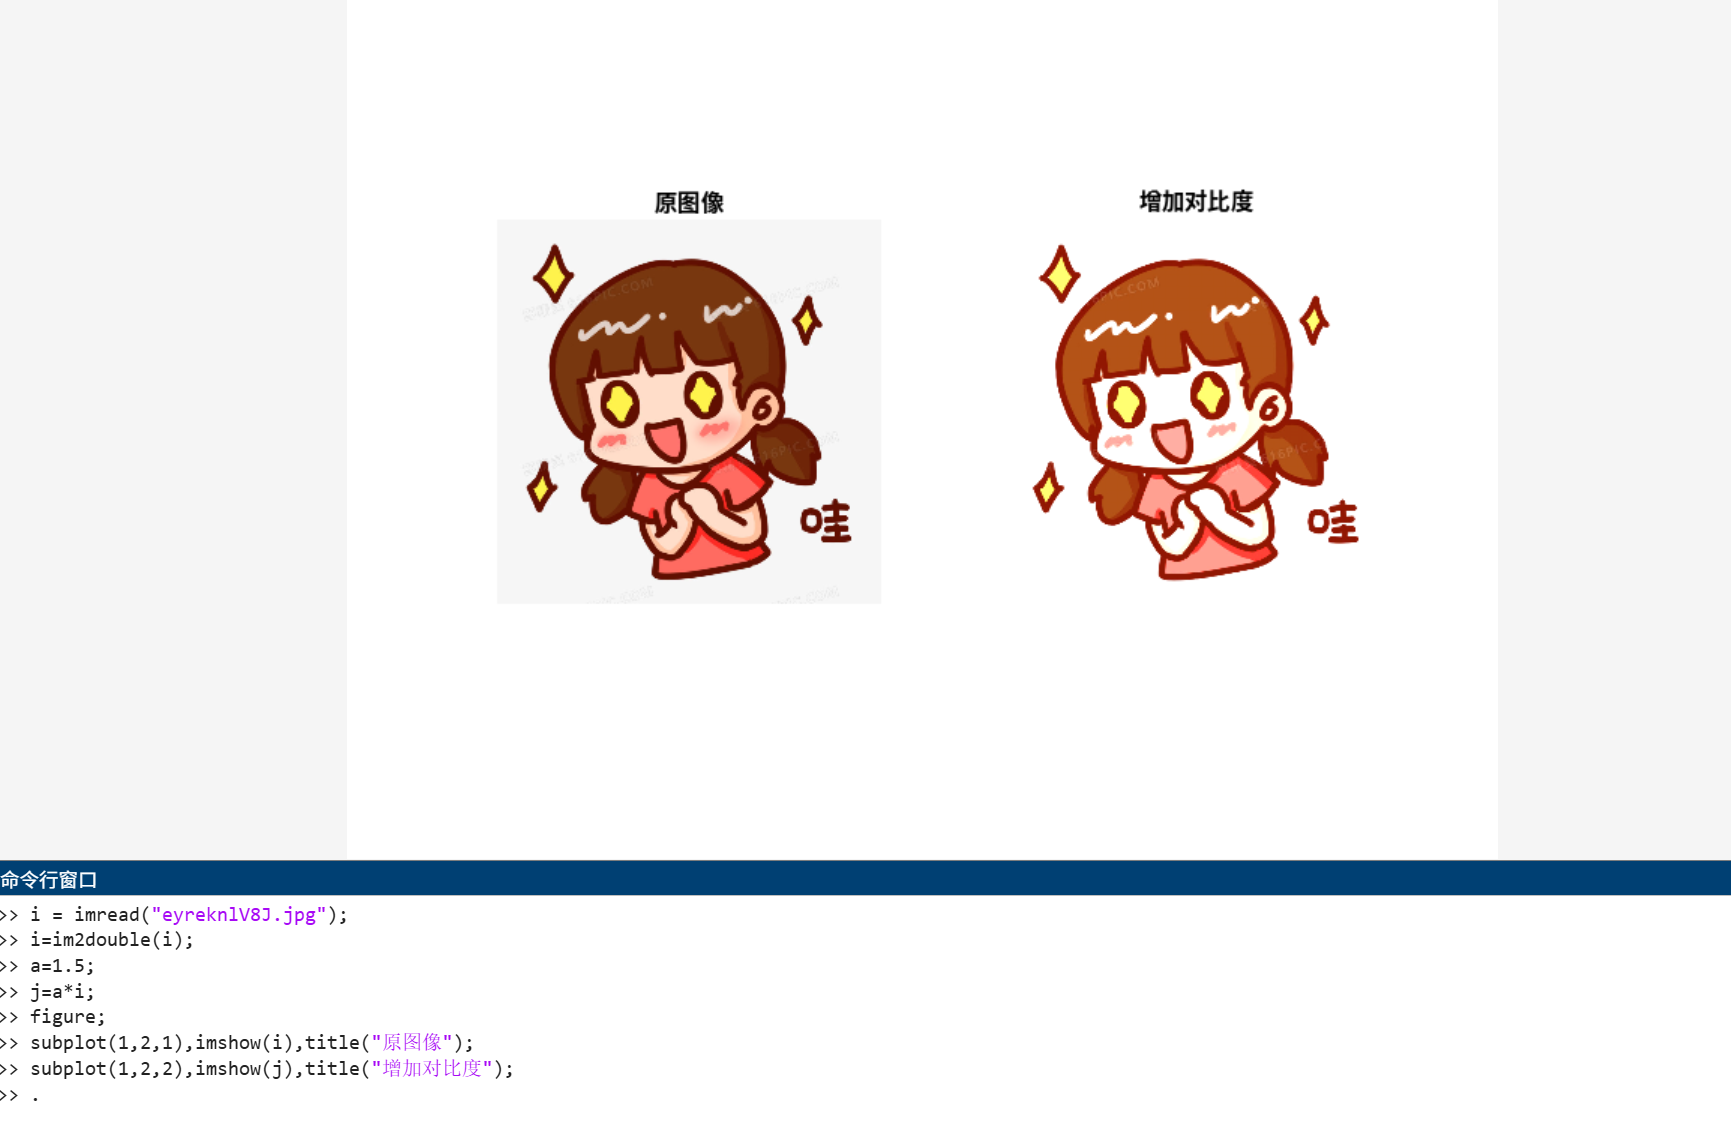 原图像
增加对比度
哇
哇
命令行窗口
>> i = imread("eyreknlV8J.jpg");
>> i=im2double(i);
>> a=1.5;
>> j=a*i;
>> figure;
>> subplot(1,2,1),imshow(i),title("原图像");
>> subplot(1,2,2),imshow(j),title("增加对比度");
>> .